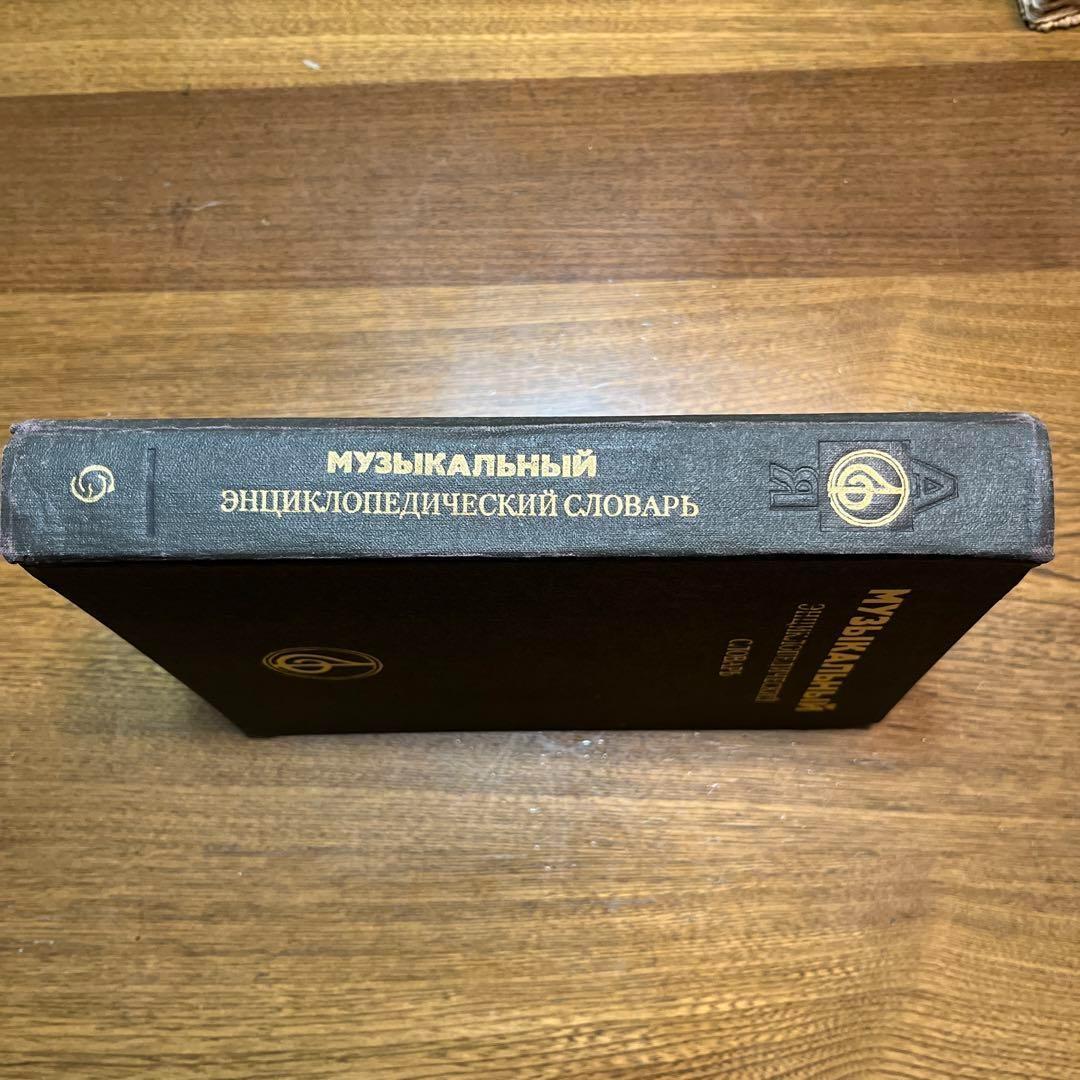 МУЗЫКАЛЬНЫЙ
ЭНЦИКЛОПЕДИЧЕСКИЙ СЛОВАРЬ
А
Я
МУЗЫКАЛЬНЫЙ
ЭНЦИКЛОПЕДИЧЕСКИЙ
СЛОВАРЬ